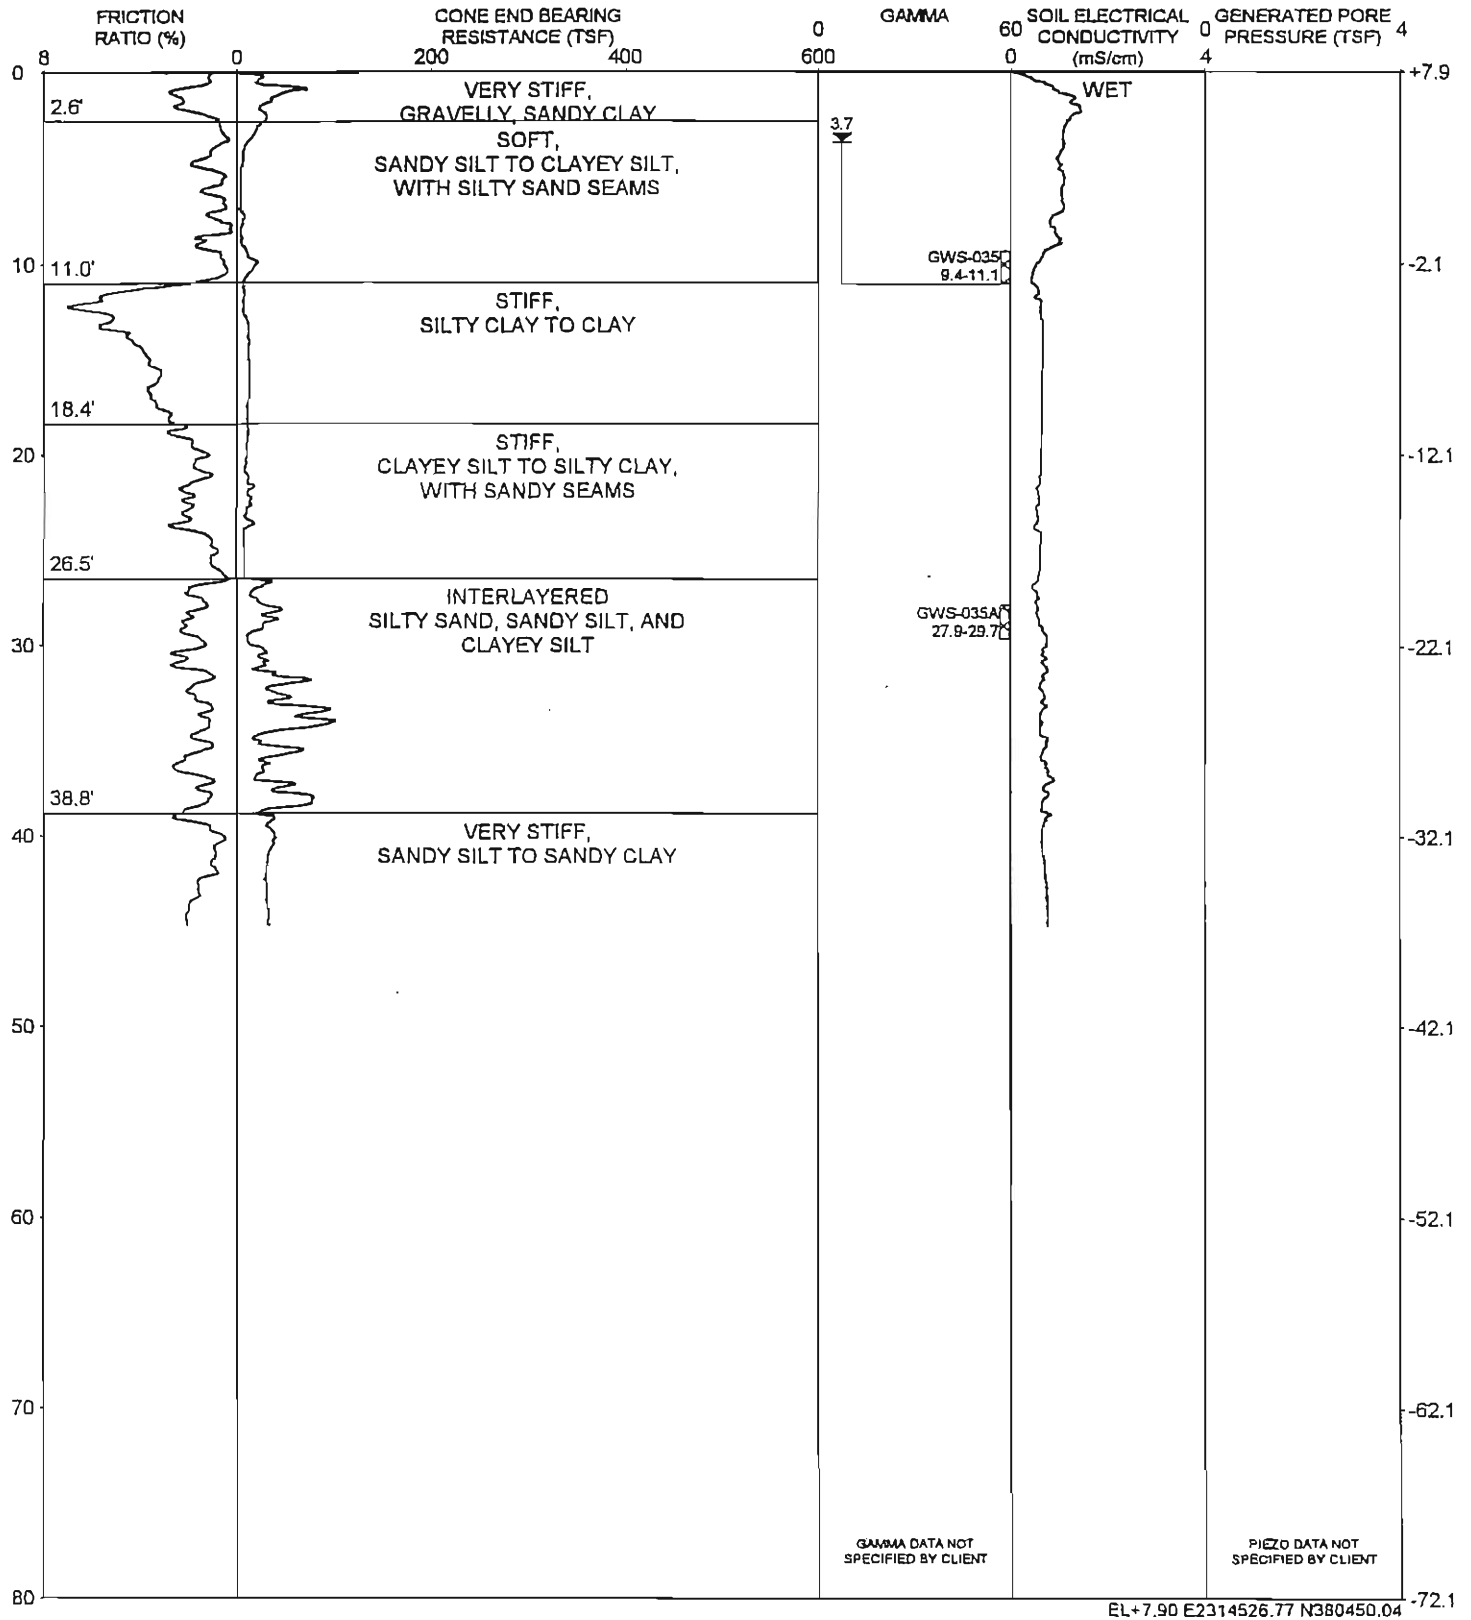 FRICTION
RATIO (%)
CONE END BEARING
RESISTANCE (TSF)
GAMMA
SOIL ELECTRICAL
CONDUCTIVITY
(mS/cm)
GENERATED PORE
PRESSURE (TSF)
0 60 0 4
8 0 200 400 600 0 4
0 +7.9
VERY STIFF,
GRAVELLY, SANDY CLAY
WET
2.6'
SOFT,
SANDY SILT TO CLAYEY SILT,
WITH SILTY SAND SEAMS
3.7
GWS-035
9.4-11.1
10 -2.1
11.0'
STIFF,
SILTY CLAY TO CLAY
18.4'
STIFF,
CLAYEY SILT TO SILTY CLAY,
WITH SANDY SEAMS
20 -12.1
26.5'
INTERLAYERED
SILTY SAND, SANDY SILT, AND
CLAYEY SILT
GWS-035A
27.9-29.7
30 -22.1
38.8'
VERY STIFF,
SANDY SILT TO SANDY CLAY
40 -32.1
50 -42.1
60 -52.1
70 -62.1
GAMMA DATA NOT
SPECIFIED BY CLIENT
PIEZO DATA NOT
SPECIFIED BY CLIENT
80 -72.1
EL+7.90 E2314526.77 N380450.04